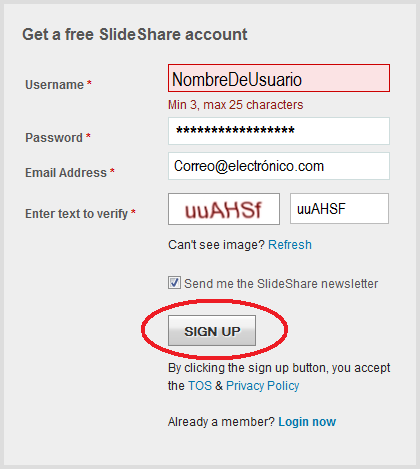 Get a free SlideShare account
Username * NombreDeUsuario
Min 3, max 25 characters
Password * *****************
Email Address * Correo@electrónico.com
Enter text to verify * uuAHSf uuAHSF
Can't see image? Refresh
Send me the SlideShare newsletter
SIGN UP
By clicking the sign up button, you accept
the TOS & Privacy Policy
Already a member? Login now